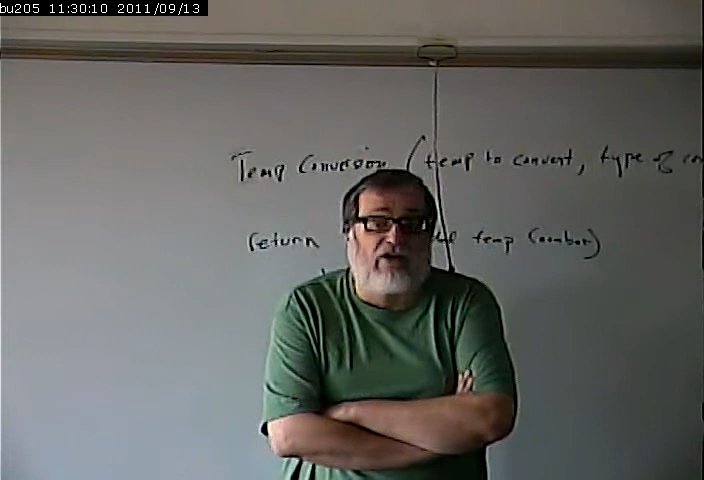 bu205 11:30:10 2011/09/13
Temp Conversion (temp to convert, type of
return temp (number)